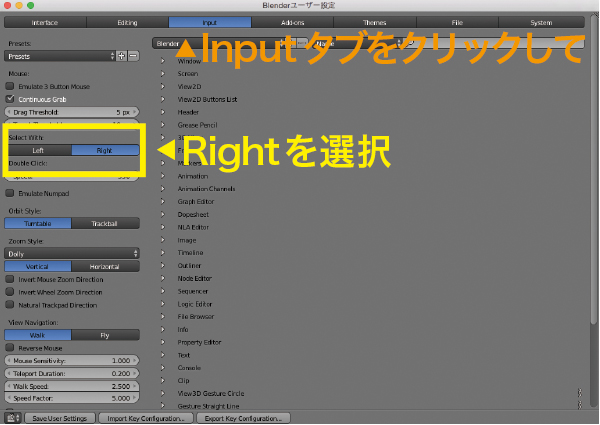 Blenderユーザー設定
Interface Editing Input Add-ons Themes File System
Presets:
Presets
Blender
▲Inputタブをクリックして
Mouse:
Emulate 3 Button Mouse
Continuous Grab
Drag Threshold: 5 px
Select With:
Left Right
Double Click:
◀Rightを選択
Emulate Numpad
Orbit Style:
Turntable Trackball
Zoom Style:
Dolly
Vertical Horizontal
Invert Mouse Zoom Direction
Invert Wheel Zoom Direction
Natural Trackpad Direction
View Navigation:
Walk Fly
Reverse Mouse
Mouse Sensitivity: 1.000
Teleport Duration: 0.200
Walk Speed: 2.500
Speed Factor: 5.000
Window
Screen
View2D
View2D Buttons List
Header
Grease Pencil
Markers
Animation
Animation Channels
Graph Editor
Dopesheet
NLA Editor
Image
Timeline
Outliner
Node Editor
Sequencer
Logic Editor
File Browser
Info
Property Editor
Text
Console
Clip
View3D Gesture Circle
Gesture Straight Line
Save User Settings Import Key Configuration... Export Key Configuration...